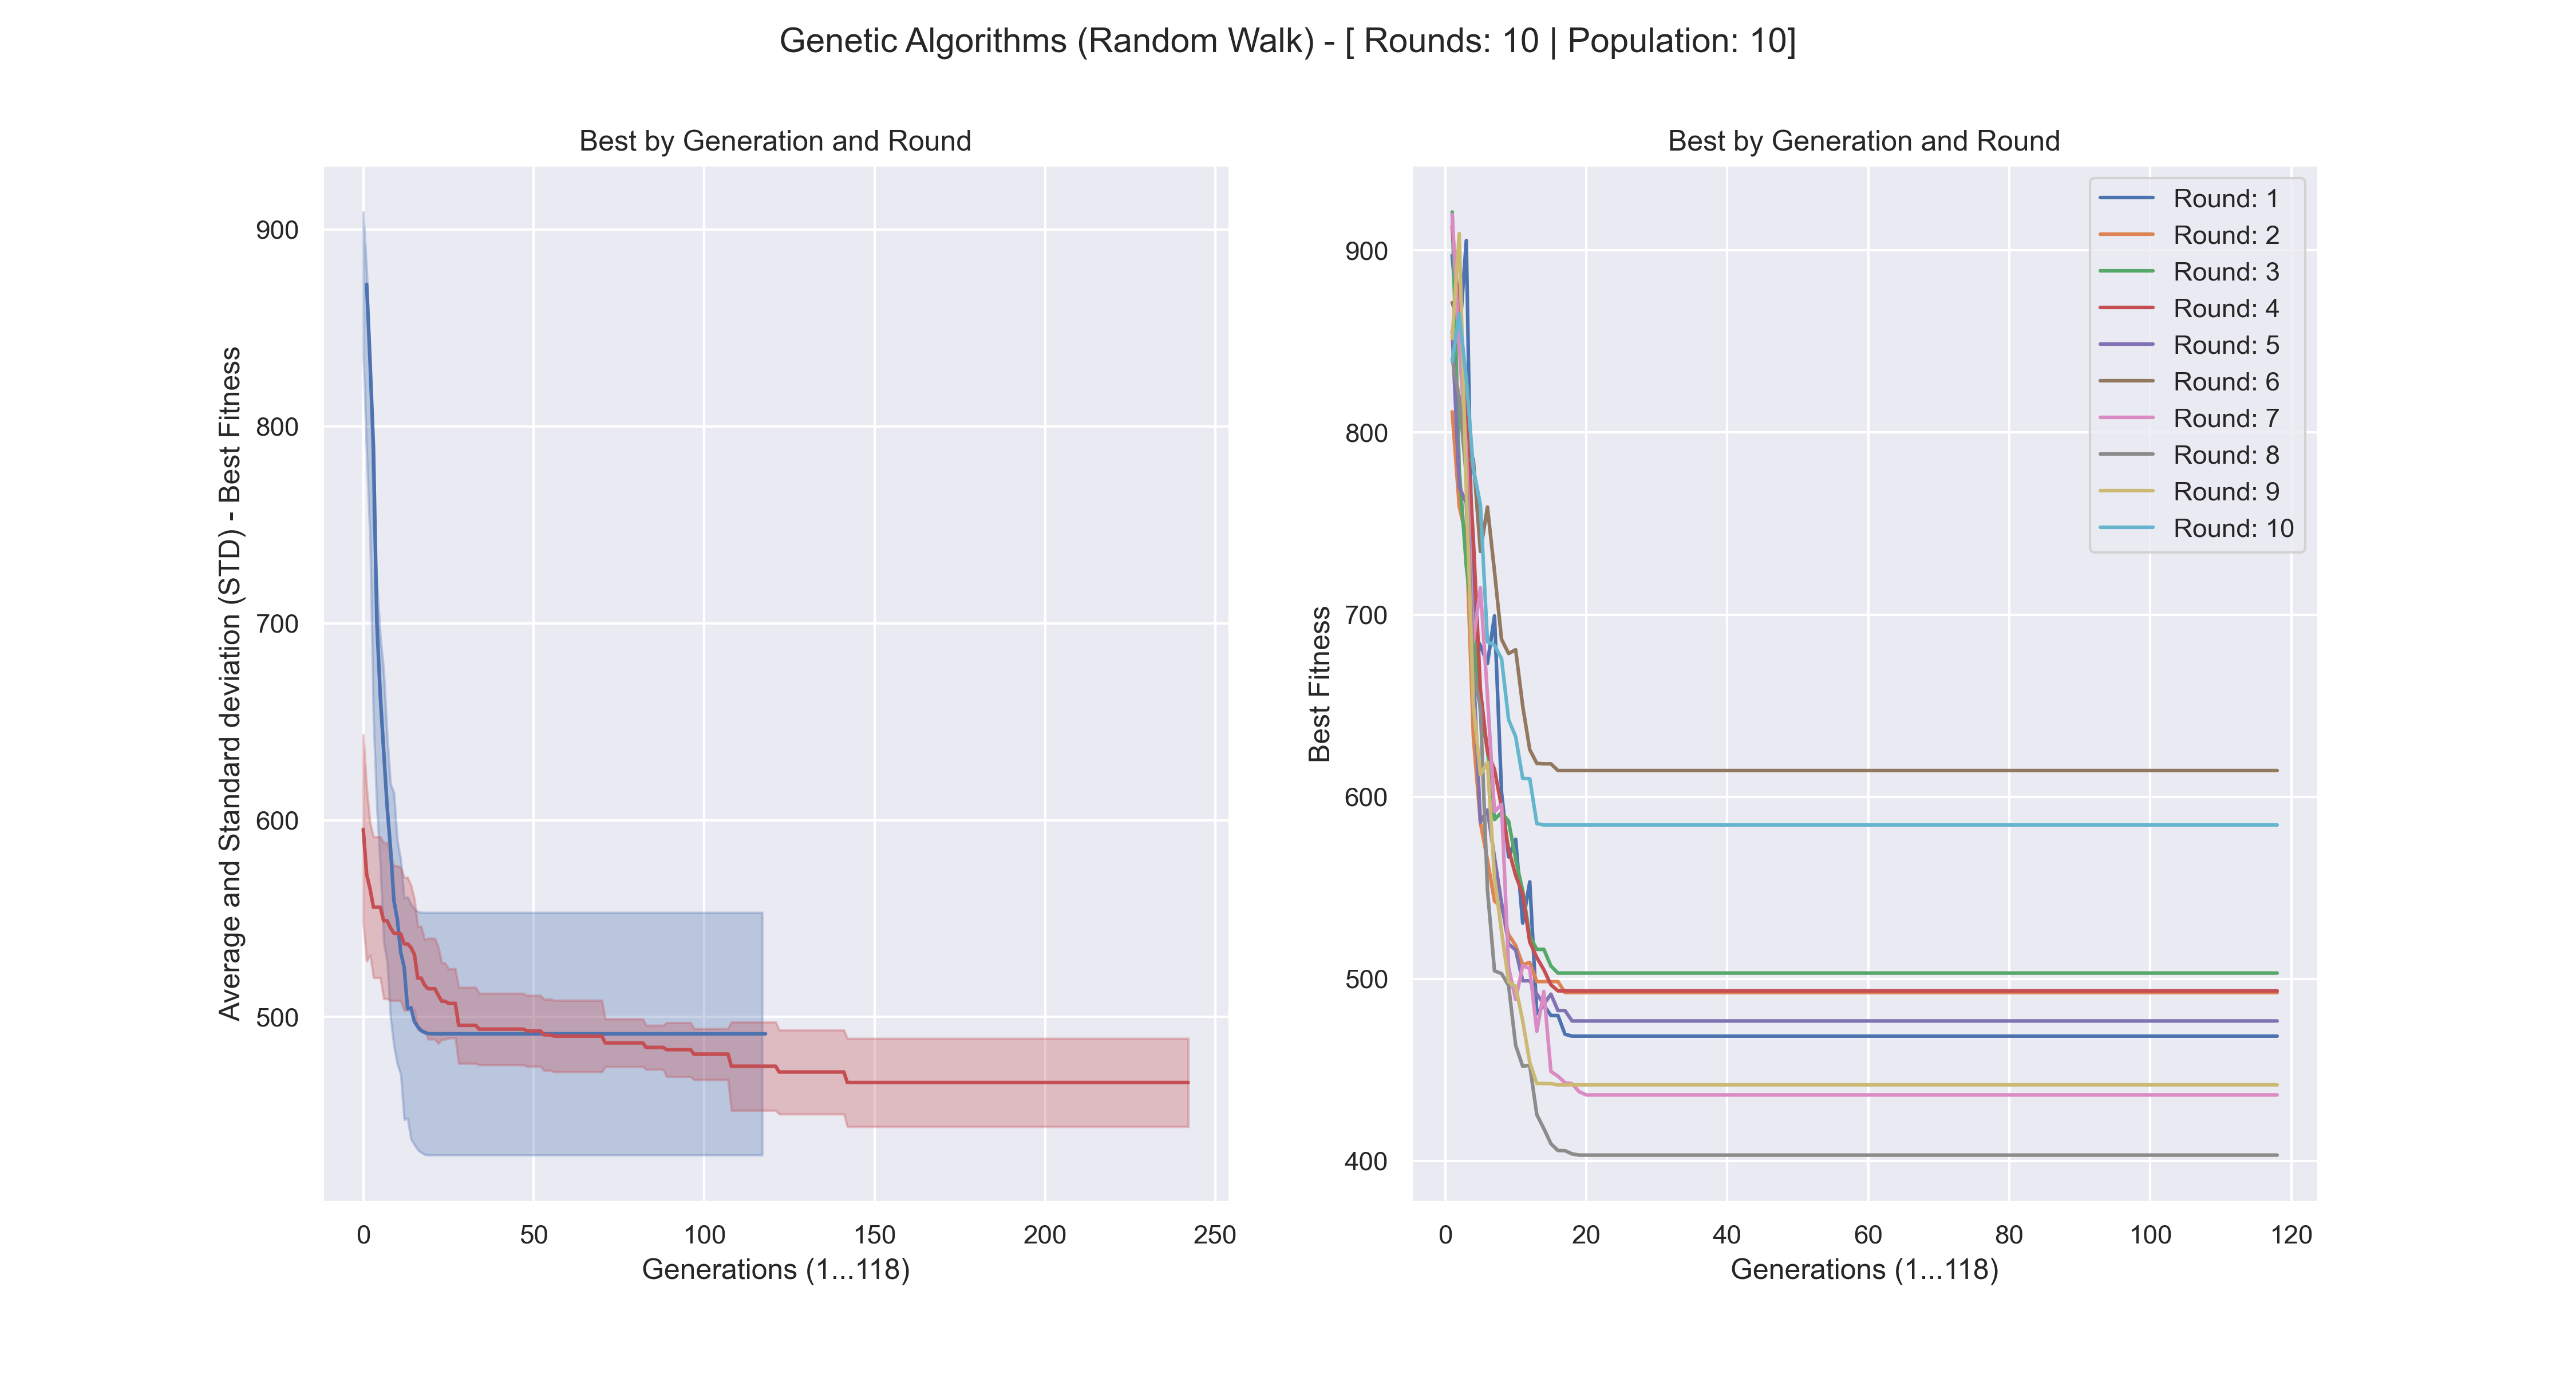 Genetic Algorithms (Random Walk) - [ Rounds: 10 | Population: 10]
Best by Generation and Round
Average and Standard deviation (STD) - Best Fitness
900
800
700
600
500
0
50
100
150
200
250
Generations (1...118)
Best by Generation and Round
Best Fitness
900
800
700
600
500
400
0
20
40
60
80
100
120
Generations (1...118)
Round: 1
Round: 2
Round: 3
Round: 4
Round: 5
Round: 6
Round: 7
Round: 8
Round: 9
Round: 10